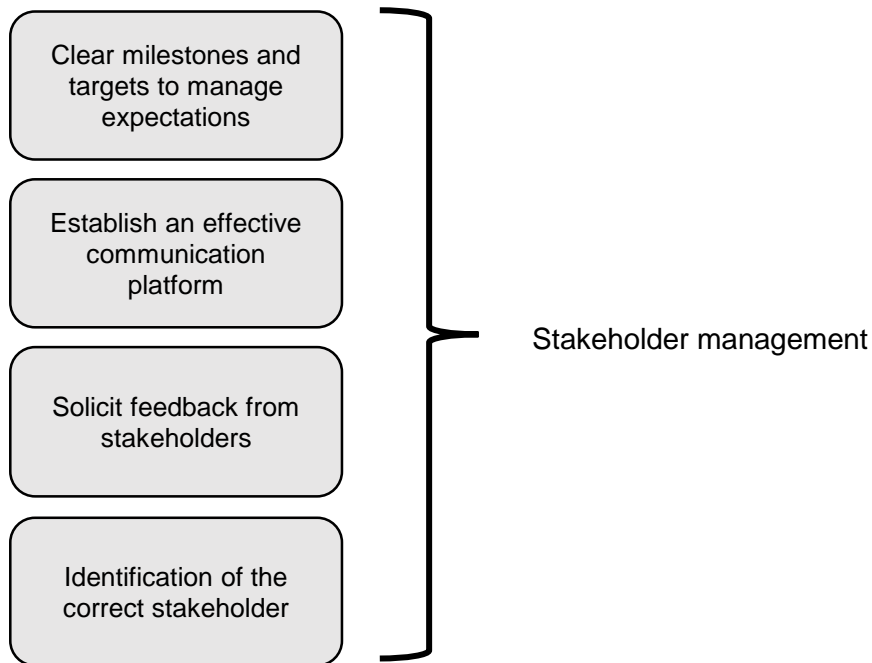 Clear milestones and
targets to manage
expectations
Establish an effective
communication
platform
Solicit feedback from
stakeholders
Identification of the
correct stakeholder
Stakeholder management